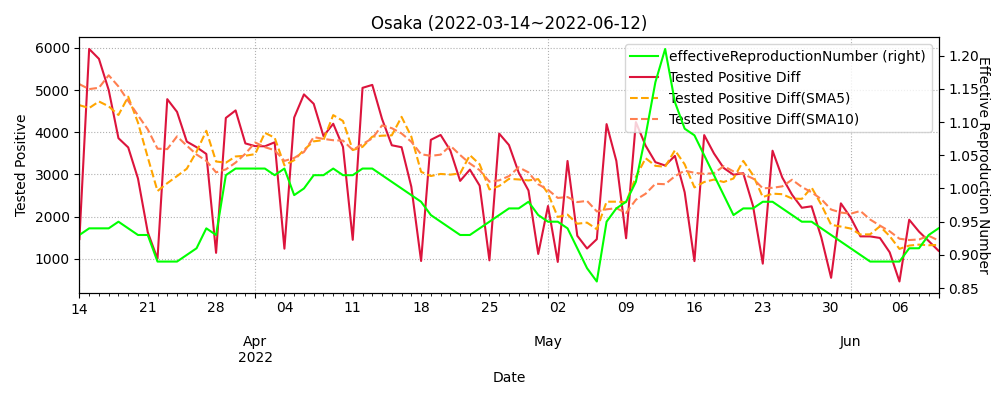 Osaka (2022-03-14~2022-06-12)
effectiveReproductionNumber (right)
Tested Positive Diff
Tested Positive Diff(SMA5)
Tested Positive Diff(SMA10)
Tested Positive
6000
5000
4000
3000
2000
1000
Effective Reproduction Number
1.20
1.15
1.10
1.05
1.00
0.95
0.90
0.85
14 21 28 04 11 18 25 02 09 16 23 30 06
Apr May Jun
2022
Date